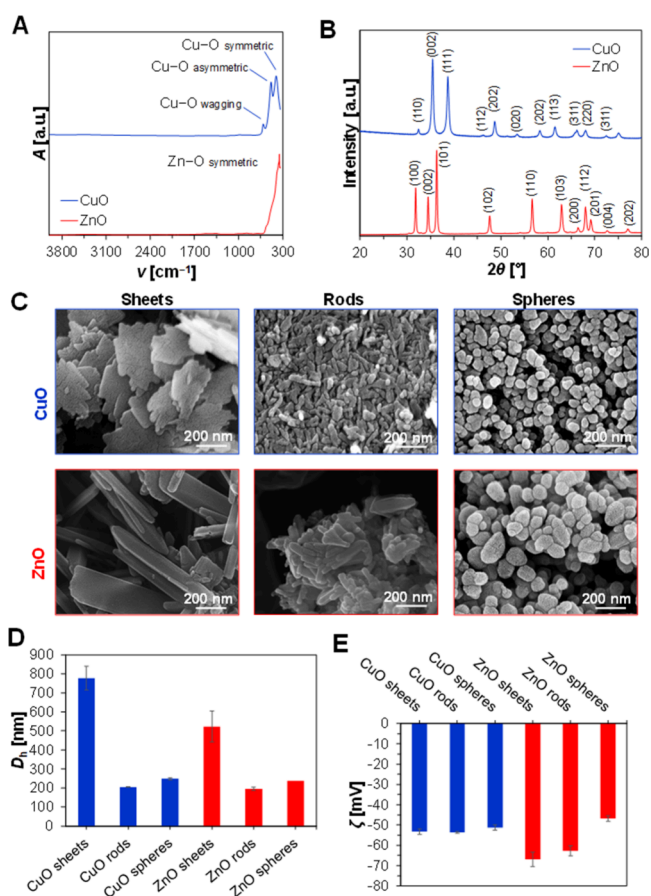 A
Cu−O symmetric
Cu−O asymmetric
Cu−O wagging
Zn−O symmetric
A [a.u.]
CuO
ZnO
3800 3100 2400 1700 1000 300
ν [cm⁻¹]
B
CuO
ZnO
Intensity [a.u.]
(110)
(002)
(111)
(112)
(202)
(020)
(202)
(113)
(311)
(220)
(311)
(100)
(002)
(101)
(102)
(110)
(103)
(200)
(112)
(201)
(004)
(202)
20 30 40 50 60 70 80
2θ [°]
C
Sheets Rods Spheres
CuO
200 nm 200 nm 200 nm
ZnO
200 nm 200 nm 200 nm
D
Dh [nm]
900
800
700
600
500
400
300
200
100
0
CuO sheets
CuO rods
CuO spheres
ZnO sheets
ZnO rods
ZnO spheres
E
CuO sheets
CuO rods
CuO spheres
ZnO sheets
ZnO rods
ZnO spheres
ζ [mV]
0
-10
-20
-30
-40
-50
-60
-70
-80